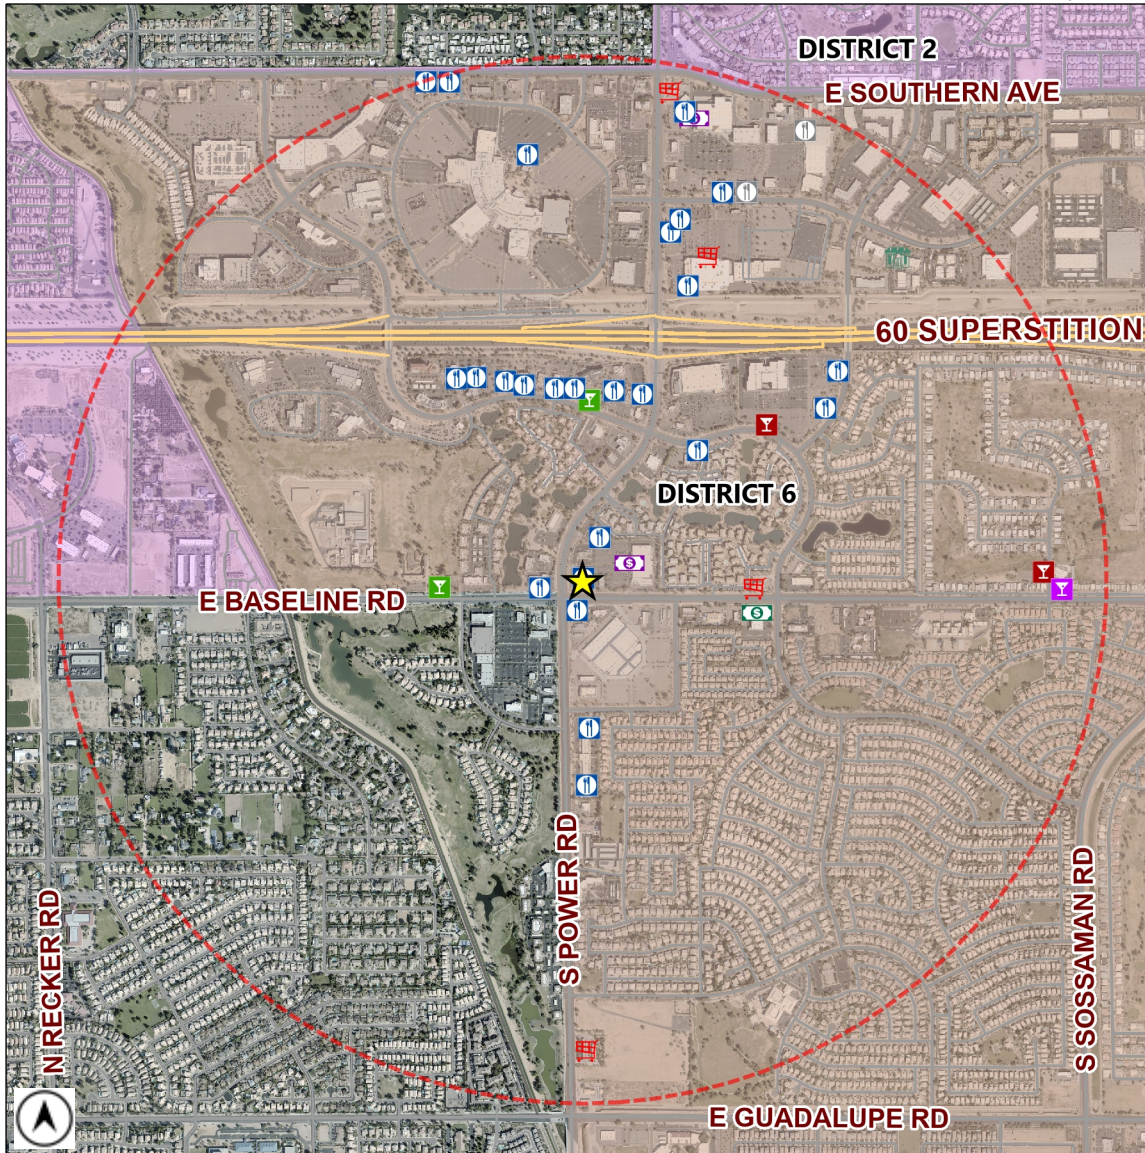 DISTRICT 2
E SOUTHERN AVE
60 SUPERSTITION
DISTRICT 6
E BASELINE RD
S POWER RD
N RECKER RD
S SOSSAMAN RD
E GUADALUPE RD